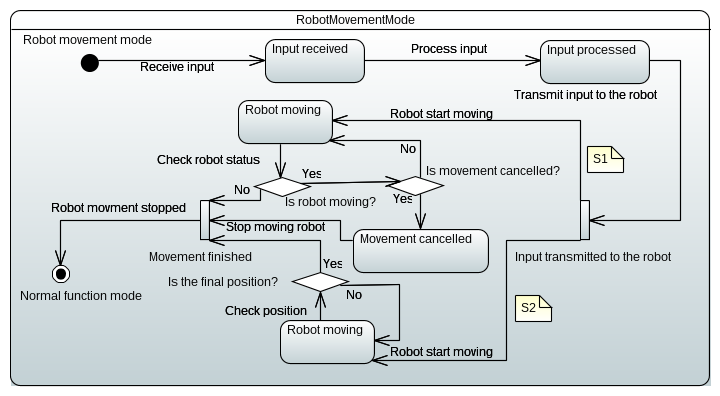 RobotMovementMode
Robot movement mode
Input received
Process input
Input processed
Receive input
Transmit input to the robot
Robot moving
Robot start moving
Check robot status
No
Is movement cancelled?
S1
Yes
No
Is robot moving?
Yes
Robot movment stopped
Stop moving robot
Movement cancelled
Movement finished
Input transmitted to the robot
Yes
Is the final position?
No
Normal function mode
S2
Check position
Robot moving
Robot start moving